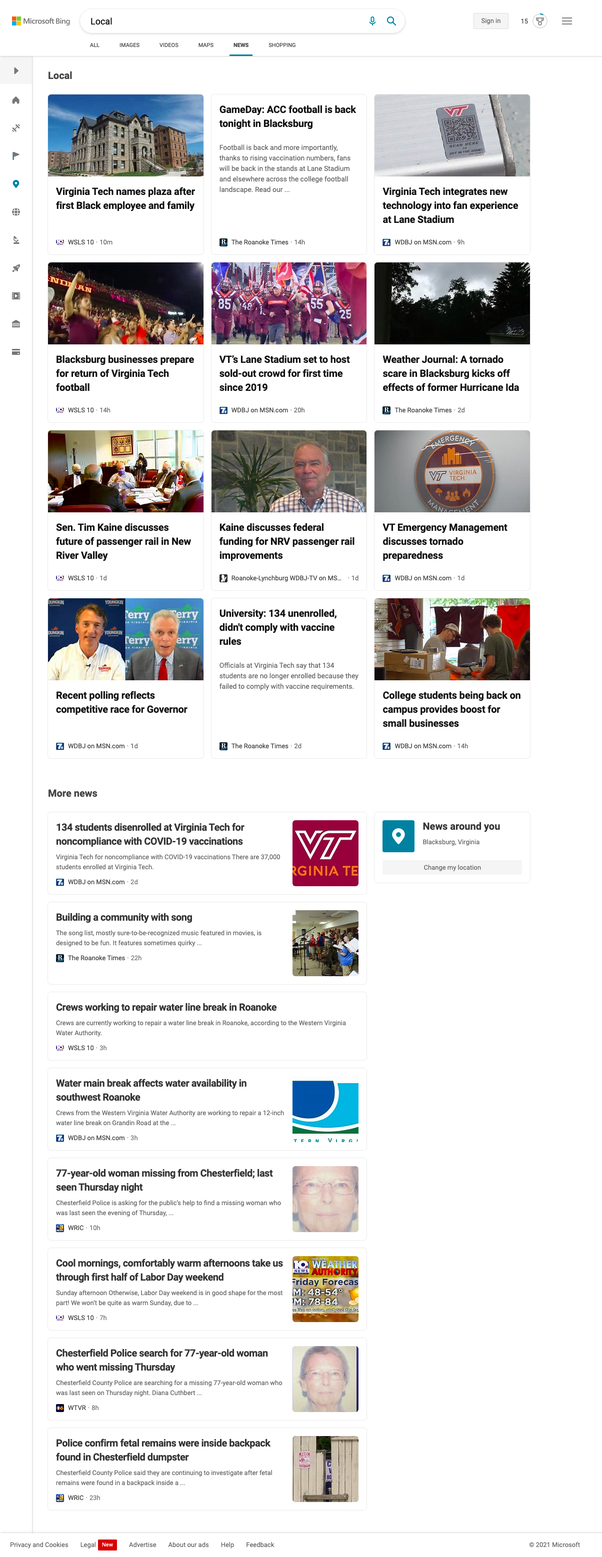 Microsoft Bing
Local
Sign in
15
ALL
IMAGES
VIDEOS
MAPS
NEWS
SHOPPING
Local
Virginia Tech names plaza after
first Black employee and family
WSLS 10 · 10m
GameDay: ACC football is back
tonight in Blacksburg
Football is back and more importantly,
thanks to rising vaccination numbers, fans
will be back in the stands at Lane Stadium
and elsewhere across the college football
landscape. Read our ...
The Roanoke Times · 14h
Virginia Tech integrates new
technology into fan experience
at Lane Stadium
WDBJ on MSN.com · 9h
Blacksburg businesses prepare
for return of Virginia Tech
football
WSLS 10 · 14h
85
25
VT's Lane Stadium set to host
sold-out crowd for first time
since 2019
WDBJ on MSN.com · 20h
Weather Journal: A tornado
scare in Blacksburg kicks off
effects of former Hurricane Ida
The Roanoke Times · 2d
Sen. Tim Kaine discusses
future of passenger rail in New
River Valley
WSLS 10 · 1d
Kaine discusses federal
funding for NRV passenger rail
improvements
Roanoke-Lynchburg WDBJ-TV on MS... · 1d
EMERGENCY
VT VIRGINIA TECH
MANAGEMENT
VT Emergency Management
discusses tornado
preparedness
WDBJ on MSN.com · 1d
Terry
Recent polling reflects
competitive race for Governor
WDBJ on MSN.com · 1d
University: 134 unenrolled,
didn't comply with vaccine
rules
Officials at Virginia Tech say that 134
students are no longer enrolled because they
failed to comply with vaccine requirements.
The Roanoke Times · 2d
College students being back on
campus provides boost for
small businesses
WDBJ on MSN.com · 14h
More news
134 students disenrolled at Virginia Tech for
noncompliance with COVID-19 vaccinations
Virginia Tech for noncompliance with COVID-19 vaccinations There are 37,000
students enrolled at Virginia Tech.
WDBJ on MSN.com · 2d
VT
RGINIA TE
News around you
Blacksburg, Virginia
Change my location
Building a community with song
The song list, mostly sure-to-be-recognized music featured in movies, is
designed to be fun. It features sometimes quirky ...
The Roanoke Times · 22h
Crews working to repair water line break in Roanoke
Crews are currently working to repair a water line break in Roanoke, according to the Western Virginia
Water Authority.
WSLS 10 · 3h
Water main break affects water availability in
southwest Roanoke
Crews from the Western Virginia Water Authority are working to repair a 12-inch
water line break on Grandin Road at the ...
WDBJ on MSN.com · 3h
TERN VIRGI
77-year-old woman missing from Chesterfield; last
seen Thursday night
Chesterfield Police is asking for the public's help to find a missing woman who
was last seen the evening of Thursday, ...
WRIC · 10h
Cool mornings, comfortably warm afternoons take us
through first half of Labor Day weekend
Sunday afternoon Otherwise, Labor Day weekend is in good shape for the most
part! We won't be quite as warm Sunday, due to ...
WSLS 10 · 7h
10 WEATHER
AUTHORITY
Friday Forecas
M: 48-54°
M: 78-84
Chesterfield Police search for 77-year-old woman
who went missing Thursday
Chesterfield County Police are searching for a missing 77-year-old woman who
was last seen on Thursday night. Diana Cuthbert ...
WTVR · 8h
Police confirm fetal remains were inside backpack
found in Chesterfield dumpster
Chesterfield County Police said they are continuing to investigate after fetal
remains were found in a backpack inside a ...
WRIC · 23h
Privacy and Cookies
Legal
New
Advertise
About our ads
Help
Feedback
© 2021 Microsoft